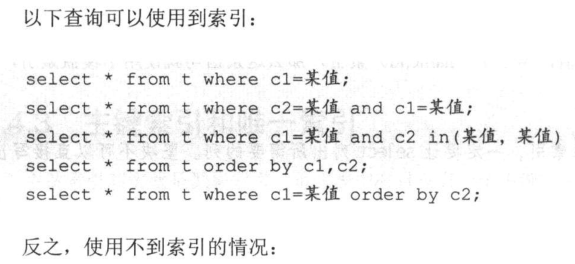 以下查询可以使用到索引：
select * from t where c1=某值;
select * from t where c2=某值 and c1=某值;
select * from t where c1=某值 and c2 in(某值, 某值)
select * from t order by c1,c2;
select * from t where c1=某值 order by c2;
反之，使用不到索引的情况：